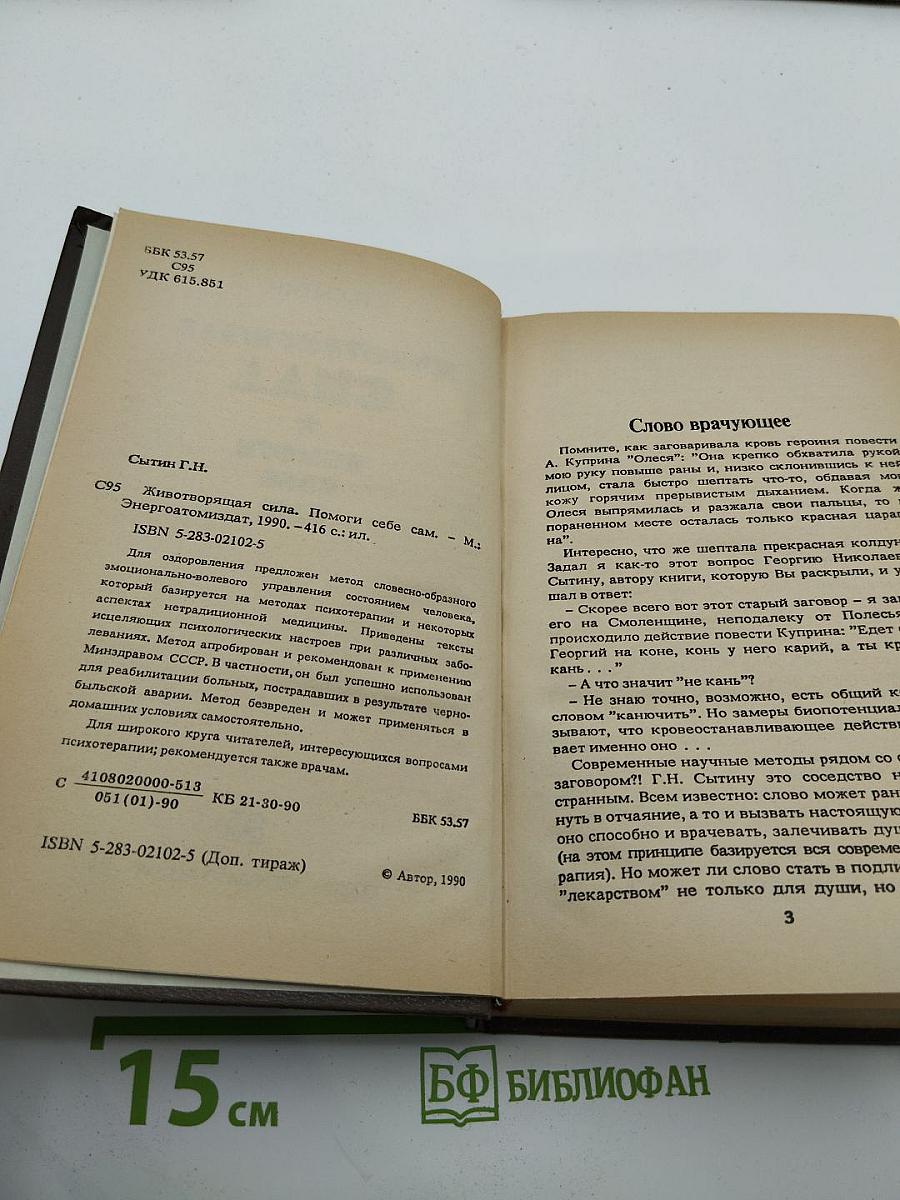 ББК 53.57
С95
УДК 615.851
Сытин Г.Н.
С95 Животворящая сила. Помоги себе сам. – М.:
Энергоатомиздат, 1990. – 416 с.: ил.
ISBN 5-283-02102-5
Для оздоровления предложен метод словесно-образного
эмоционально-волевого управления состоянием человека,
который базируется на методах психотерапии и некоторых
аспектах нетрадиционной медицины. Приведены тексты
исцеляющих психологических настроев при различных забо-
леваниях. Метод апробирован и рекомендован к применению
Минздравом СССР. В частности, он был успешно использован
для реабилитации больных, пострадавших в результате черно-
быльской аварии. Метод безвреден и может применяться в
домашних условиях самостоятельно.
Для широкого круга читателей, интересующихся вопросами
психотерапии; рекомендуется также врачам.
С 4108020000-513
051(01)-90
КБ 21-30-90
ББК 53.57
ISBN 5-283-02102-5 (Доп. тираж)
© Автор, 1990
Слово врачующее
Помните, как заговаривала кровь героиня повести
А. Куприна "Олеся": "Она крепко обхватила рукой
мою руку повыше раны и, низко склонившись к ней
лицом, стала быстро шептать что-то, обдавая мою
кожу горячим прерывистым дыханием. Когда ж
Олеся выпрямилась и разжала свои пальцы, то
пораненном месте осталась только красная царап
на".
Интересно, что же шептала прекрасная колдун
Задал я как-то этот вопрос Георгию Николаев
Сытину, автору книги, которую Вы раскрыли, и у
шал в ответ:
– Скорее всего вот этот старый заговор – я за
его на Смоленщине, неподалеку от Полесья
происходило действие повести Куприна: "Едет
Георгий на коне, конь у него карий, а ты кр
кань . . ."
– А что значит "не кань"?
– Не знаю точно, возможно, есть общий к
словом "канючить". Но замеры биопотенциал
зывают, что кровеостанавливающее действи
вает именно оно . . .
Современные научные методы рядом со с
заговором?! Г.Н. Сытину это соседство н
странным. Всем известно: слово может ран
нуть в отчаяние, а то и вызвать настоящую
оно способно и врачевать, залечивать душ
(на этом принципе базируется вся совреме
рапия). Но может ли слово стать в подли
"лекарством" не только для души, но
3
15 см
БФ БИБЛИОФАН